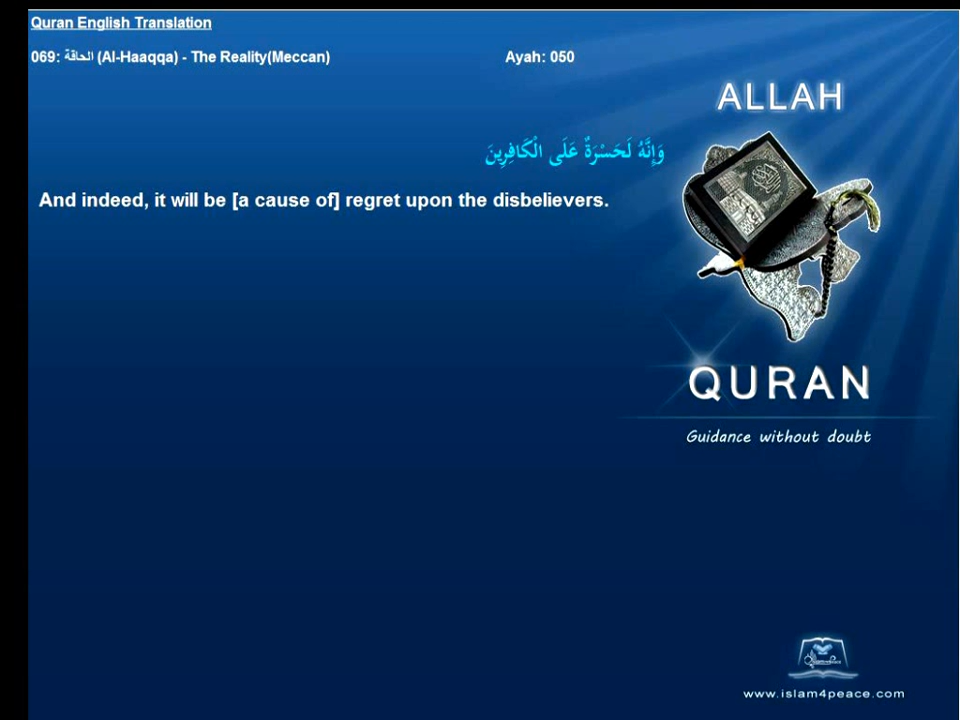 Quran English Translation
069: الحاقة (Al-Haaqqa) - The Reality(Meccan) Ayah: 050
ALLAH
وَإِنَّهُ لَحَسْرَةٌ عَلَى الْكَافِرِينَ
And indeed, it will be [a cause of] regret upon the disbelievers.
QURAN
Guidance without doubt
www.islam4peace.com